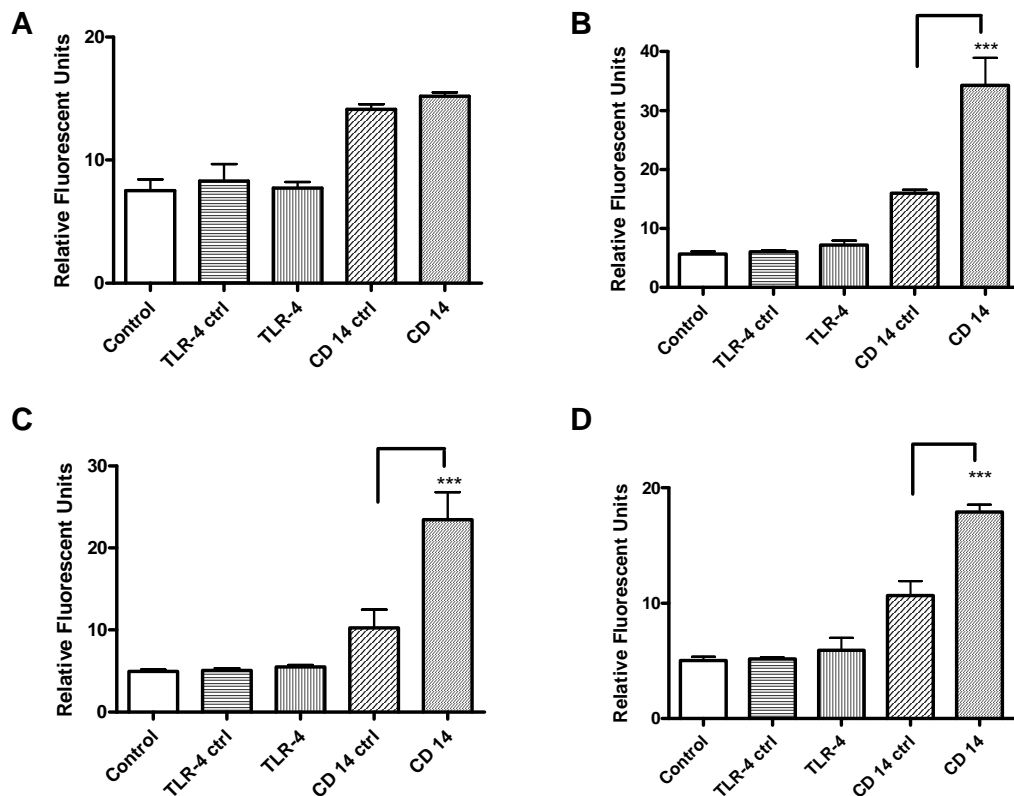 A
Relative Fluorescent Units
20
10
0
Control
TLR-4 ctrl
TLR-4
CD 14 ctrl
CD 14
B
Relative Fluorescent Units
40
30
20
10
0
***
Control
TLR-4 ctrl
TLR-4
CD 14 ctrl
CD 14
C
Relative Fluorescent Units
30
20
10
0
***
Control
TLR-4 ctrl
TLR-4
CD 14 ctrl
CD 14
D
Relative Fluorescent Units
20
10
0
***
Control
TLR-4 ctrl
TLR-4
CD 14 ctrl
CD 14